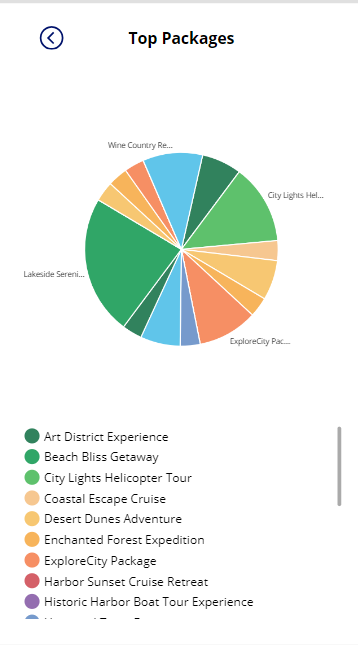 Top Packages
Wine Country Re...
City Lights Hel...
Lakeside Sereni...
ExploreCity Pac...
Art District Experience
Beach Bliss Getaway
City Lights Helicopter Tour
Coastal Escape Cruise
Desert Dunes Adventure
Enchanted Forest Expedition
ExploreCity Package
Harbor Sunset Cruise Retreat
Historic Harbor Boat Tour Experience